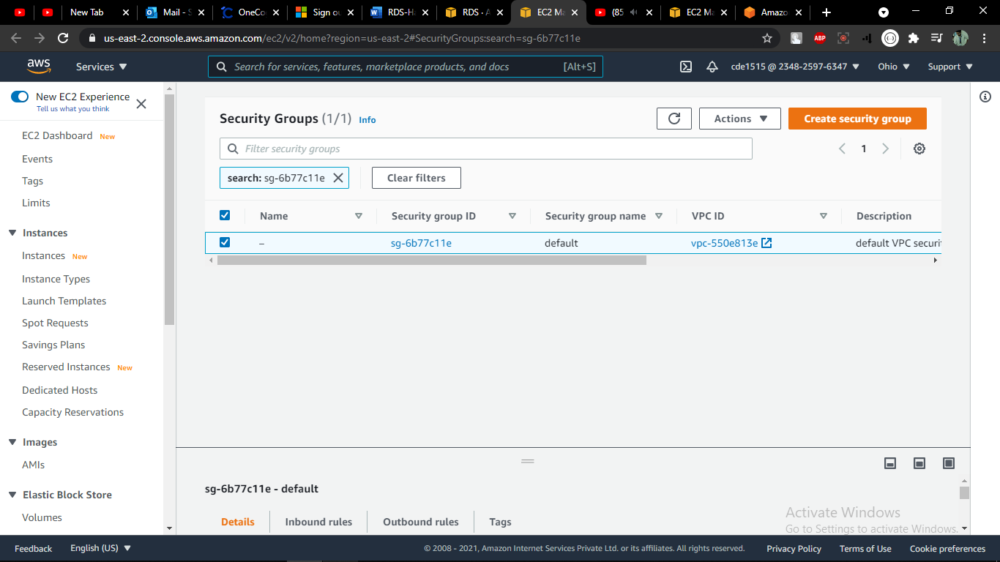 New Tab
Mail - S
OneCo
Sign ou
RDS-Ha
RDS · A
EC2 Ma
(85
EC2 Ma
Amazo
us-east-2.console.aws.amazon.com/ec2/v2/home?region=us-east-2#SecurityGroups:search=sg-6b77c11e
ABP
aws
Services
Search for services, features, marketplace products, and docs
[Alt+S]
cde1515 @ 2348-2597-6347
Ohio
Support
New EC2 Experience
Tell us what you think
EC2 Dashboard New
Events
Tags
Limits
Instances
Instances New
Instance Types
Launch Templates
Spot Requests
Savings Plans
Reserved Instances New
Dedicated Hosts
Capacity Reservations
Images
AMIs
Elastic Block Store
Volumes
Security Groups (1/1) Info
Actions
Create security group
Filter security groups
1
search: sg-6b77c11e
Clear filters
Name
Security group ID
Security group name
VPC ID
Description
–
sg-6b77c11e
default
vpc-550e813e
default VPC securi
sg-6b77c11e - default
Details
Inbound rules
Outbound rules
Tags
Activate Windows
Go to Settings to activate Windows.
Feedback
English (US)
© 2008 - 2021, Amazon Internet Services Private Ltd. or its affiliates. All rights reserved.
Privacy Policy
Terms of Use
Cookie preferences